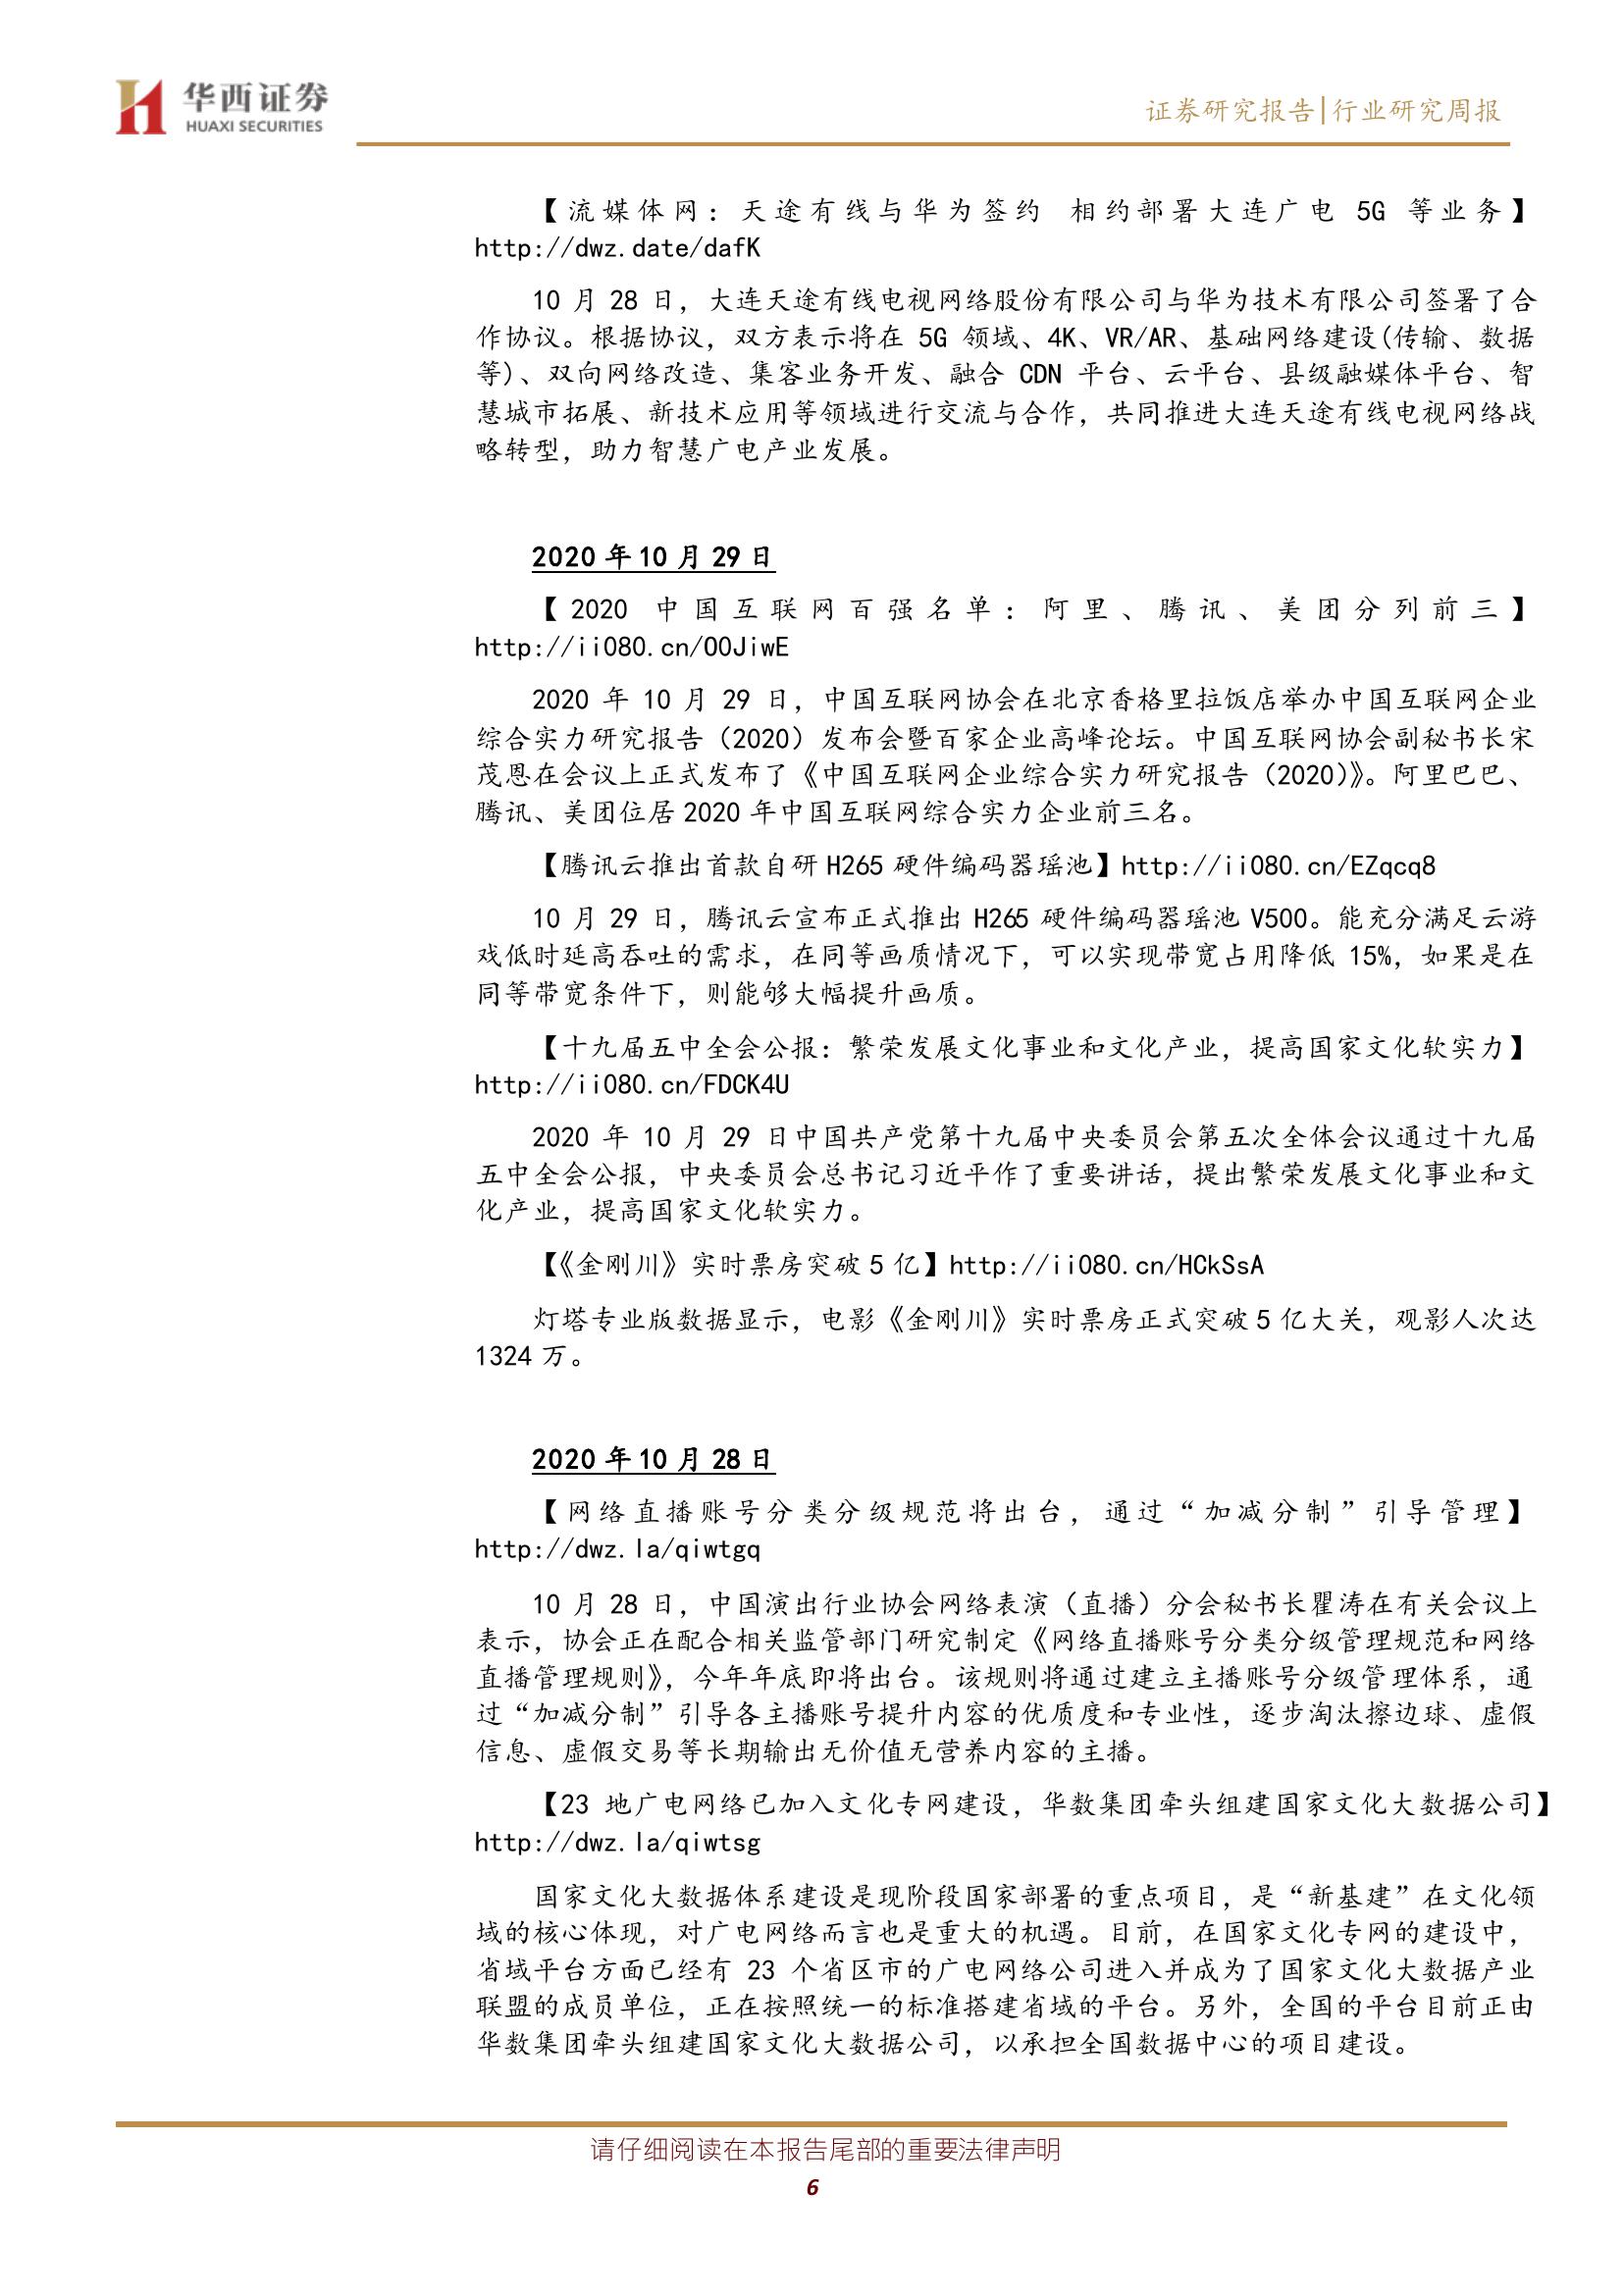 华西证券
HUAXI SECURITIES
证券研究报告|行业研究周报
【流媒体网：天途有线与华为签约 相约部署大连广电 5G 等业务】
http://dwz.date/dafK
10 月 28 日，大连天途有线电视网络股份有限公司与华为技术有限公司签署了合
作协议。根据协议，双方表示将在 5G 领域、4K、VR/AR、基础网络建设(传输、数据
等)、双向网络改造、集客业务开发、融合 CDN 平台、云平台、县级融媒体平台、智
慧城市拓展、新技术应用等领域进行交流与合作，共同推进大连天途有线电视网络战
略转型，助力智慧广电产业发展。
2020 年 10 月 29 日
【2020 中国互联网百强名单：阿里、腾讯、美团分列前三】
http://ii080.cn/O0JiwE
2020 年 10 月 29 日，中国互联网协会在北京香格里拉饭店举办中国互联网企业
综合实力研究报告（2020）发布会暨百家企业高峰论坛。中国互联网协会副秘书长宋
茂恩在会议上正式发布了《中国互联网企业综合实力研究报告（2020)》。阿里巴巴、
腾讯、美团位居 2020 年中国互联网综合实力企业前三名。
【腾讯云推出首款自研 H265 硬件编码器瑶池】http://ii080.cn/EZqcq8
10 月 29 日，腾讯云宣布正式推出 H265 硬件编码器瑶池 V500。能充分满足云游
戏低时延高吞吐的需求，在同等画质情况下，可以实现带宽占用降低 15%，如果是在
同等带宽条件下，则能够大幅提升画质。
【十九届五中全会公报：繁荣发展文化事业和文化产业，提高国家文化软实力】
http://ii080.cn/FDCK4U
2020 年 10 月 29 日中国共产党第十九届中央委员会第五次全体会议通过十九届
五中全会公报，中央委员会总书记习近平作了重要讲话，提出繁荣发展文化事业和文
化产业，提高国家文化软实力。
【《金刚川》实时票房突破 5 亿】http://ii080.cn/HCkSsA
灯塔专业版数据显示，电影《金刚川》实时票房正式突破 5 亿大关，观影人次达
1324 万。
2020 年 10 月 28 日
【网络直播账号分类分级规范将出台，通过“加减分制”引导管理】
http://dwz.la/qiwtgq
10 月 28 日，中国演出行业协会网络表演（直播）分会秘书长瞿涛在有关会议上
表示，协会正在配合相关监管部门研究制定《网络直播账号分类分级管理规范和网络
直播管理规则》，今年年底即将出台。该规则将通过建立主播账号分级管理体系，通
过“加减分制”引导各主播账号提升内容的优质度和专业性，逐步淘汰擦边球、虚假
信息、虚假交易等长期输出无价值无营养内容的主播。
【23 地广电网络已加入文化专网建设，华数集团牵头组建国家文化大数据公司】
http://dwz.la/qiwtsg
国家文化大数据体系建设是现阶段国家部署的重点项目，是“新基建”在文化领
域的核心体现，对广电网络而言也是重大的机遇。目前，在国家文化专网的建设中，
省域平台方面已经有 23 个省区市的广电网络公司进入并成为了国家文化大数据产业
联盟的成员单位，正在按照统一的标准搭建省域的平台。另外，全国的平台目前正由
华数集团牵头组建国家文化大数据公司，以承担全国数据中心的项目建设。
请仔细阅读在本报告尾部的重要法律声明
6